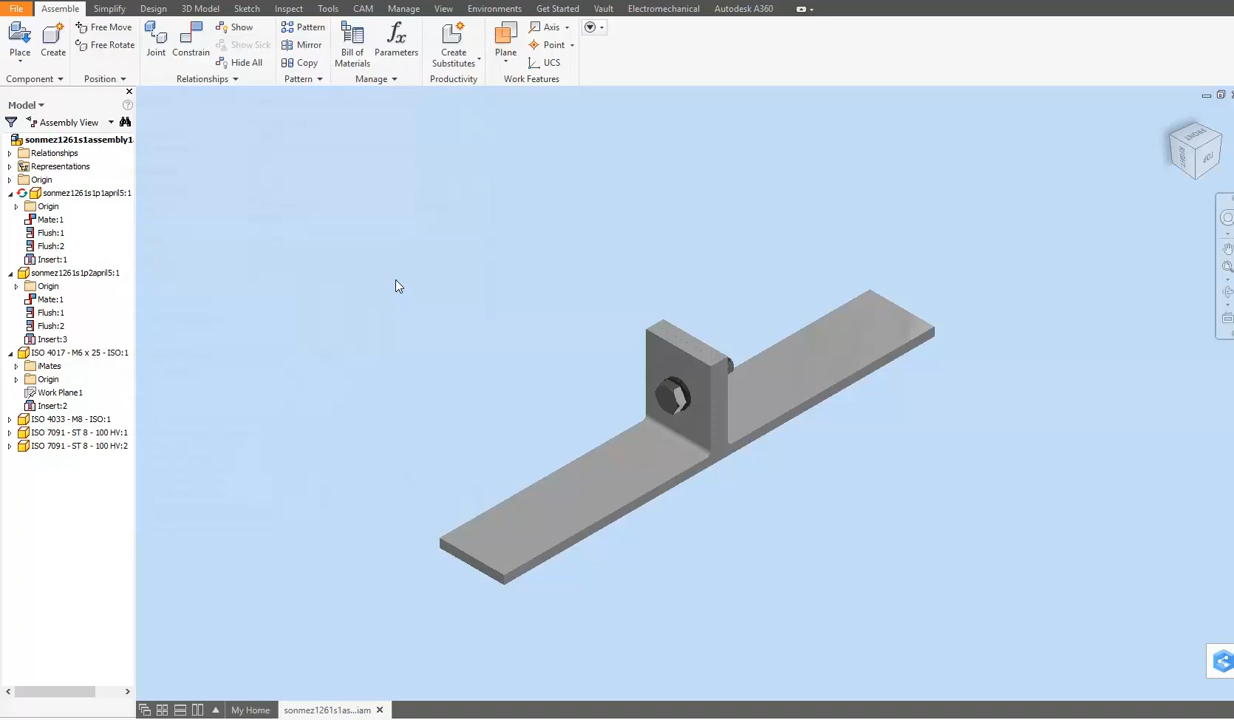 File Assemble Simplify Design 3D Model Sketch Inspect Tools CAM Manage View Environments Get Started Vault Electromechanical Autodesk A360
Place
Create
Free Move
Free Rotate
Joint
Constrain
Show
Show Sick
Hide All
Pattern
Mirror
Copy
Bill of
Materials
Parameters
Create
Substitutes
Plane
Axis
Point
UCS
Component Position Relationships Pattern Manage Productivity Work Features
Model
Assembly View
sonmez1261s1assembly1
Relationships
Representations
Origin
sonmez1261s1p1april5:1
Origin
Mate:1
Flush:1
Flush:2
Insert:1
sonmez1261s1p2april5:1
Origin
Mate:1
Flush:1
Flush:2
Insert:3
ISO 4017 - M6 x 25 - ISO:1
iMates
Origin
Work Plane1
Insert:2
ISO 4033 - M8 - ISO:1
ISO 7091 - ST 8 - 100 HV:1
ISO 7091 - ST 8 - 100 HV:2
FRONT
RIGHT
TOP
My Home
sonmez1261s1as...iam